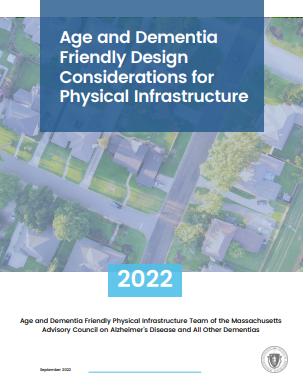 Age and Dementia
Friendly Design
Considerations for
Physical Infrastructure
2022
Age and Dementia Friendly Physical Infrastructure Team of the Massachusetts
Advisory Council on Alzheimer's Disease and All Other Dementias
September 2022